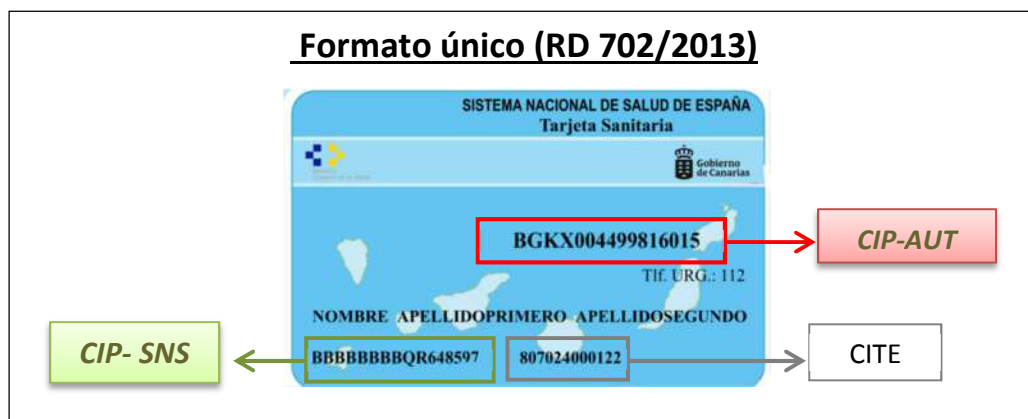 Formato único (RD 702/2013)
SISTEMA NACIONAL DE SALUD DE ESPAÑA
Tarjeta Sanitaria
Gobierno
de Canarias
BGKX004499816015
CIP-AUT
Tlf. URG.: 112
NOMBRE APELLIDOPRIMERO APELLIDOSEGUNDO
CIP- SNS
BBBBBBBBQR648597
807024000122
CITE